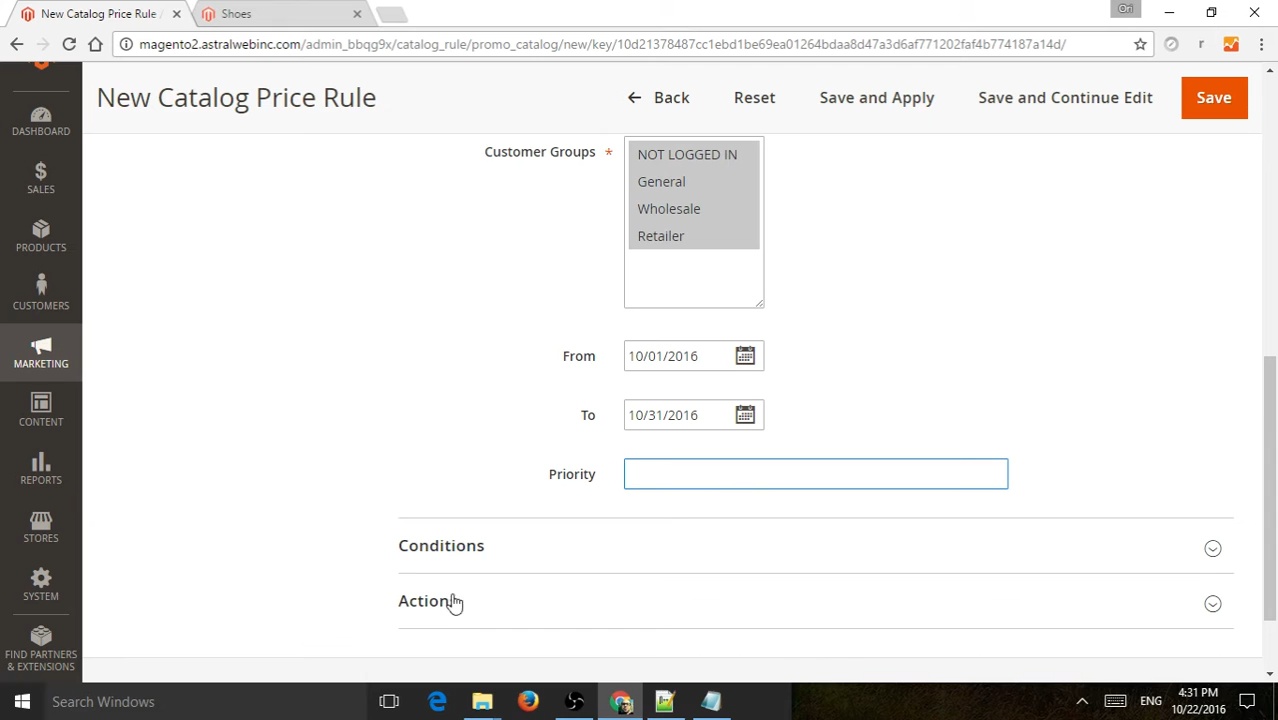 New Catalog Price Rule /
Shoes
Ori
magento2.astralwebinc.com/admin_bbqg9x/catalog_rule/promo_catalog/new/key/10d21378487cc1ebd1be69ea01264bdaa8d47a3d6af771202faf4b774187a14d/
New Catalog Price Rule
Back
Reset
Save and Apply
Save and Continue Edit
Save
DASHBOARD
SALES
PRODUCTS
CUSTOMERS
MARKETING
CONTENT
REPORTS
STORES
SYSTEM
FIND PARTNERS
& EXTENSIONS
Customer Groups *
NOT LOGGED IN
General
Wholesale
Retailer
From
10/01/2016
To
10/31/2016
Priority
Conditions
Action
Search Windows
ENG
4:31 PM
10/22/2016